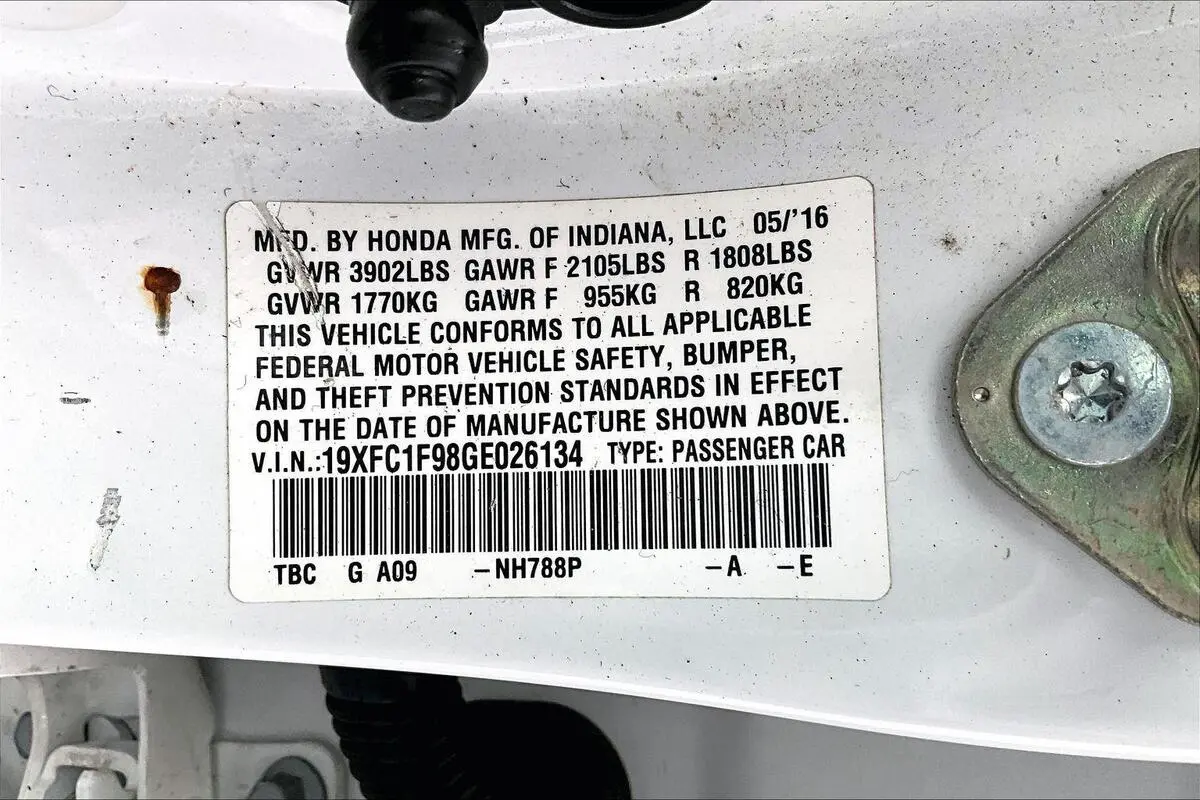 MFD. BY HONDA MFG. OF INDIANA, LLC 05/'16
GVWR 3902LBS GAWR F 2105LBS R 1808LBS
GVWR 1770KG GAWR F 955KG R 820KG
THIS VEHICLE CONFORMS TO ALL APPLICABLE
FEDERAL MOTOR VEHICLE SAFETY, BUMPER,
AND THEFT PREVENTION STANDARDS IN EFFECT
ON THE DATE OF MANUFACTURE SHOWN ABOVE.
V.I.N.:19XFC1F98GE026134 TYPE: PASSENGER CAR
TBC G A09 -NH788P -A -E